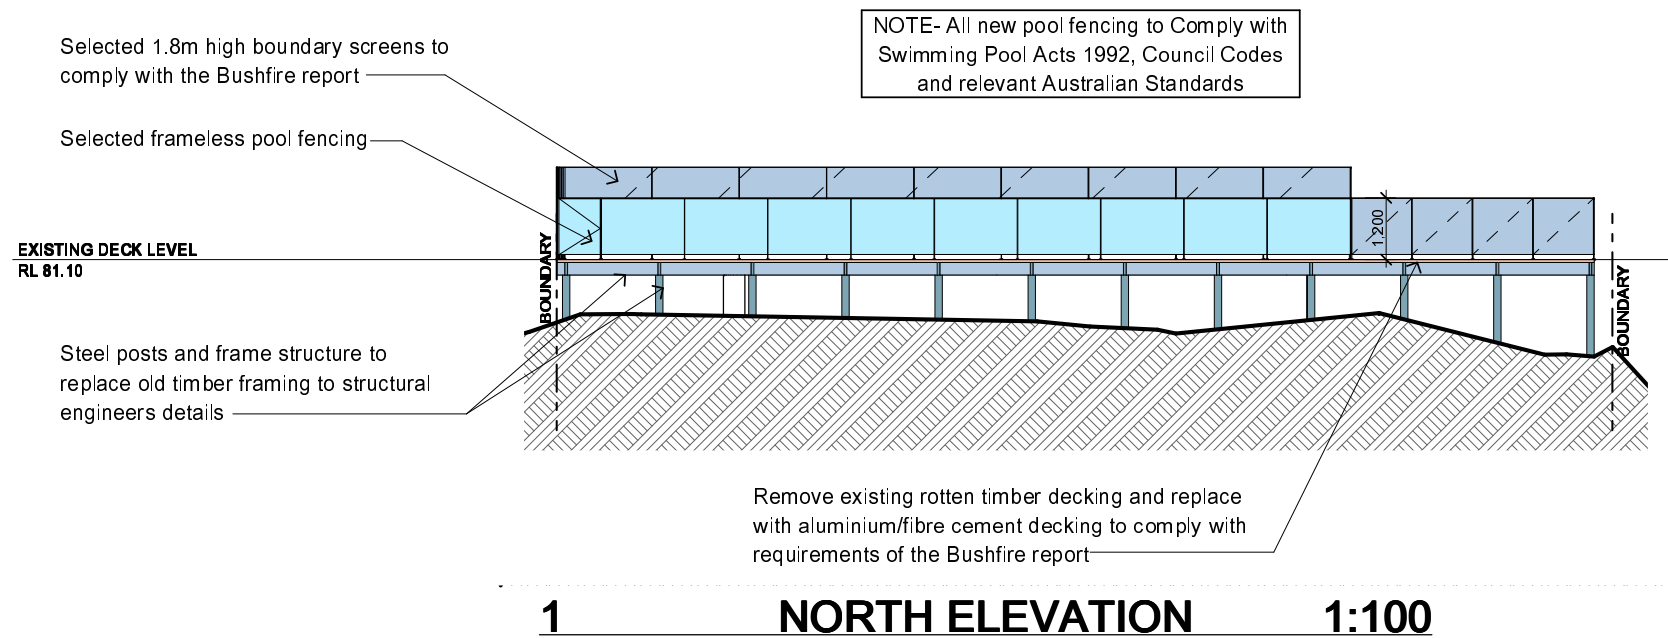 NOTE- All new pool fencing to Comply with
Swimming Pool Acts 1992, Council Codes
and relevant Australian Standards
Selected 1.8m high boundary screens to
comply with the Bushfire report
Selected frameless pool fencing
EXISTING DECK LEVEL
RL 81.10
BOUNDARY
1,200
BOUNDARY
Steel posts and frame structure to
replace old timber framing to structural
engineers details
Remove existing rotten timber decking and replace
with aluminium/fibre cement decking to comply with
requirements of the Bushfire report
1 NORTH ELEVATION 1:100